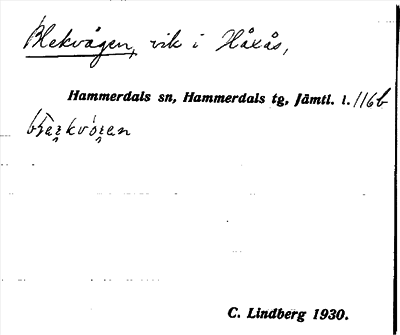 Blekvågen, vik i Håxås,
Hammerdals sn, Hammerdals tg, Jämtl. l. 116b
C. Lindberg 1930.